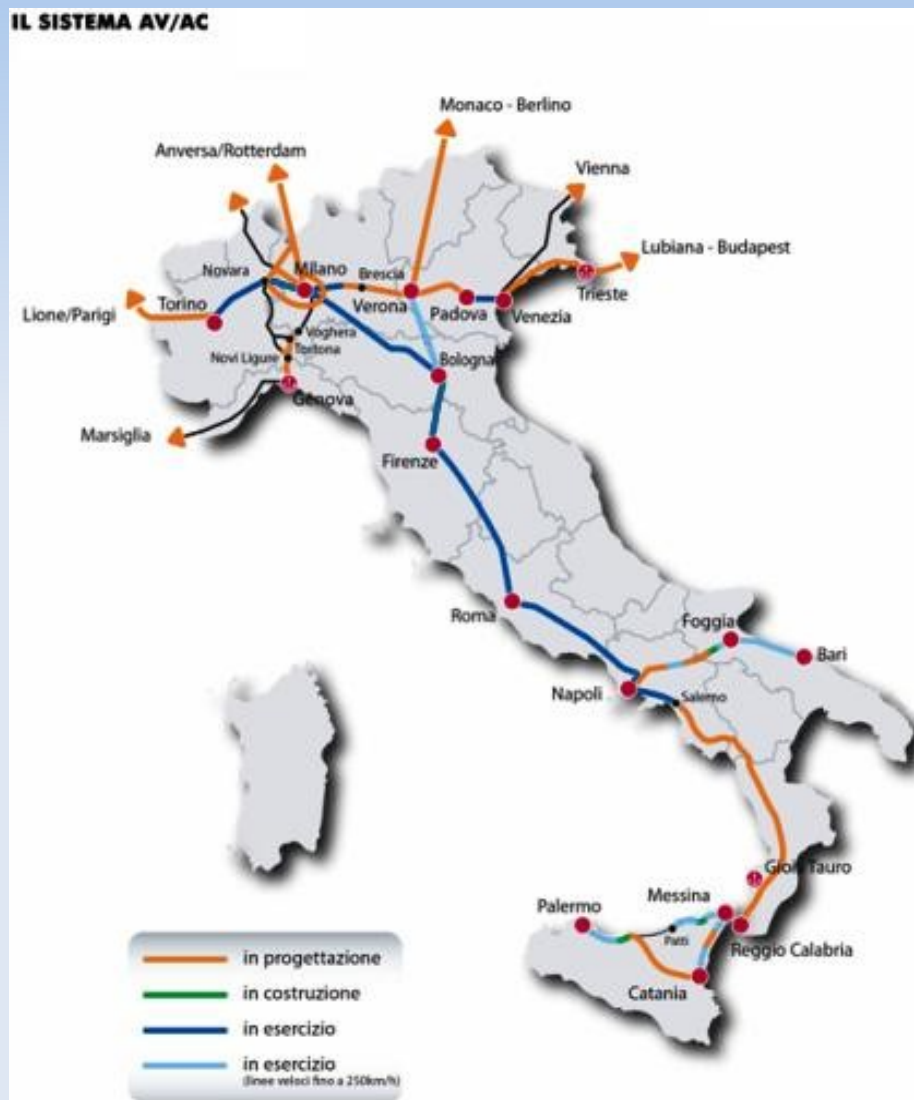 IL SISTEMA AV/AC
Monaco - Berlino
Anversa/Rotterdam
Vienna
Lubiana - Budapest
Novara
Milano
Brescia
Verona
Trieste
Lione/Parigi
Torino
Padova
Venezia
Voghera
Tortona
Novi Ligure
Bologna
Genova
Marsiglia
Firenze
Roma
Foggia
Bari
Napoli
Salerno
Gioia Tauro
Messina
Palermo
Patti
Reggio Calabria
Catania
in progettazione
in costruzione
in esercizio
in esercizio
(linee veloci fino a 250km/h)